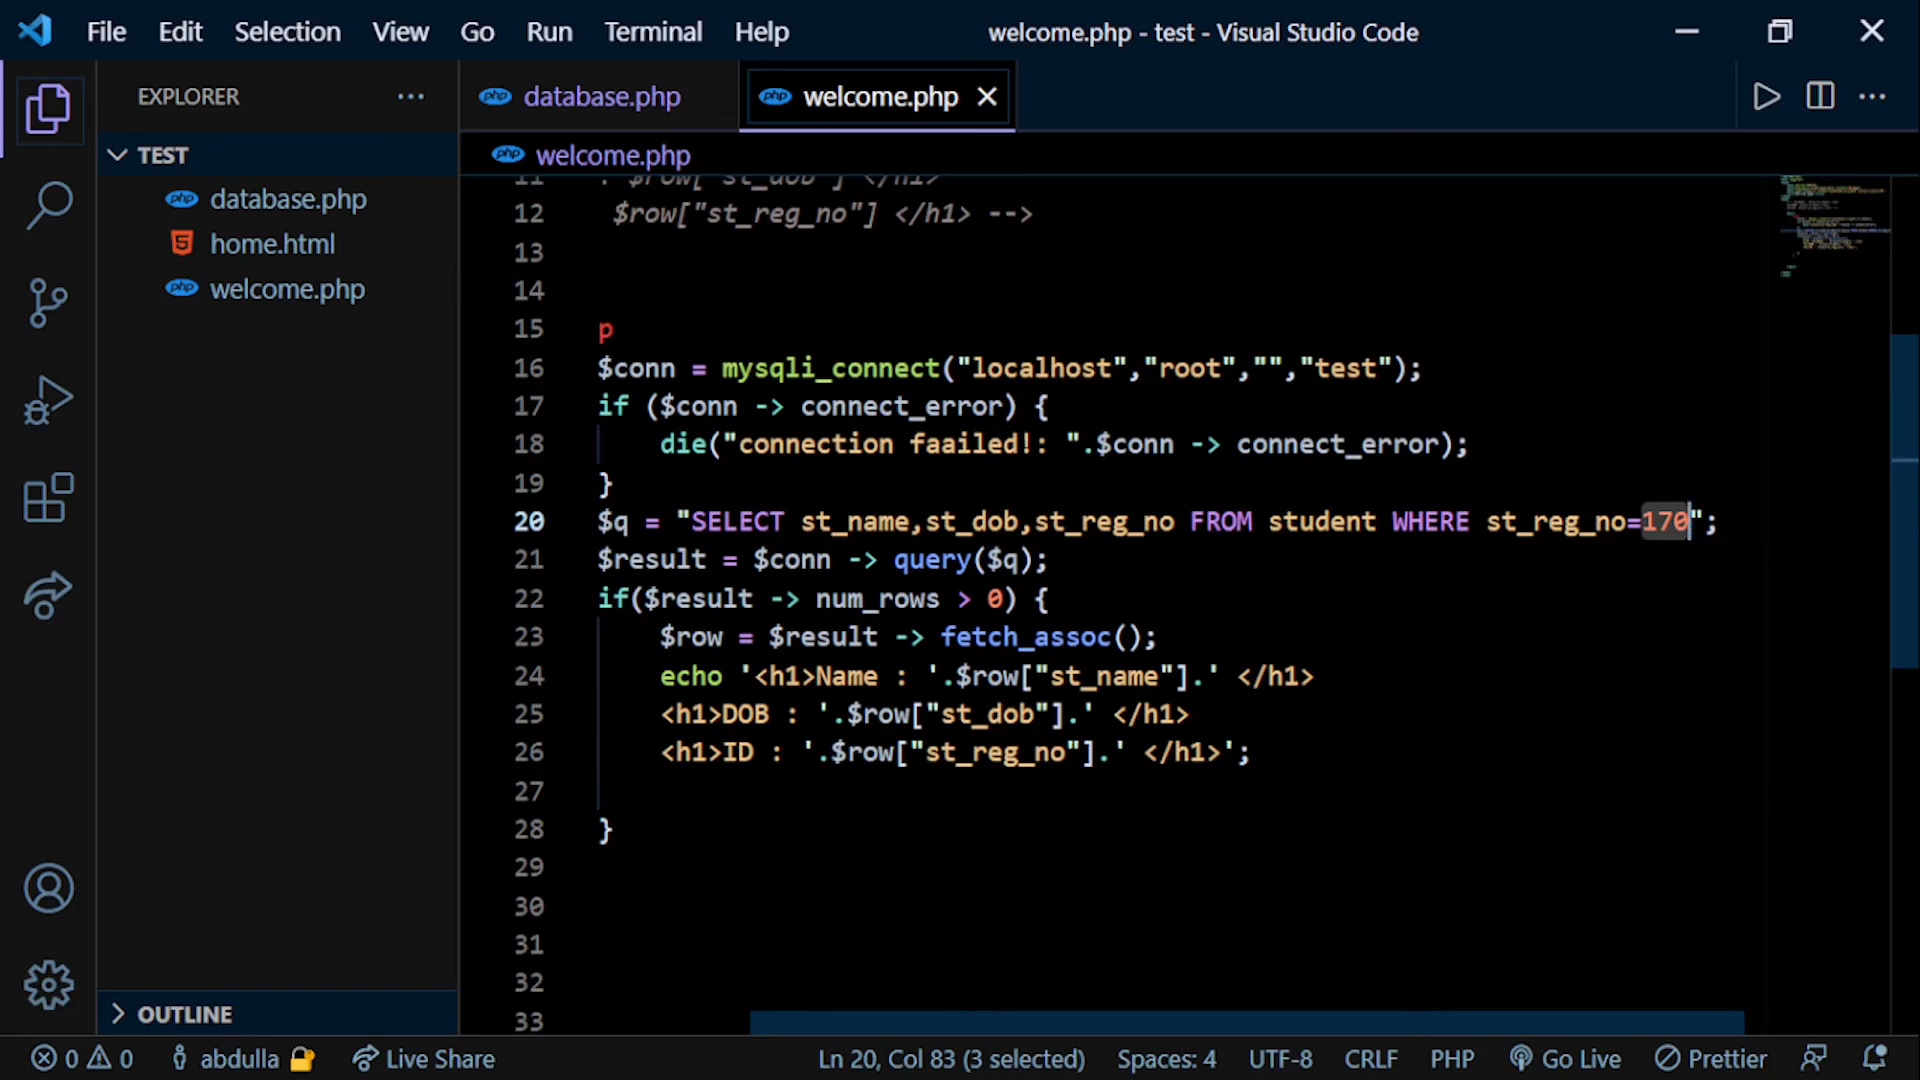 File Edit Selection View Go Run Terminal Help welcome.php - test - Visual Studio Code
EXPLORER
database.php
welcome.php
TEST
welcome.php
database.php
home.html
welcome.php
11 . $row["st_dob"] </h1>
12 $row["st_reg_no"] </h1> -->
13
14
15 p
16 $conn = mysqli_connect("localhost","root","","test");
17 if ($conn -> connect_error) {
18 die("connection faailed!: ".$conn -> connect_error);
19 }
20 $q = "SELECT st_name,st_dob,st_reg_no FROM student WHERE st_reg_no=170";
21 $result = $conn -> query($q);
22 if($result -> num_rows > 0) {
23 $row = $result -> fetch_assoc();
24 echo '<h1>Name : '.$row["st_name"].' </h1>
25 <h1>DOB : '.$row["st_dob"].' </h1>
26 <h1>ID : '.$row["st_reg_no"].' </h1>';
27
28 }
29
30
31
32
33
OUTLINE
0 0 abdulla Live Share Ln 20, Col 83 (3 selected) Spaces: 4 UTF-8 CRLF PHP Go Live Prettier